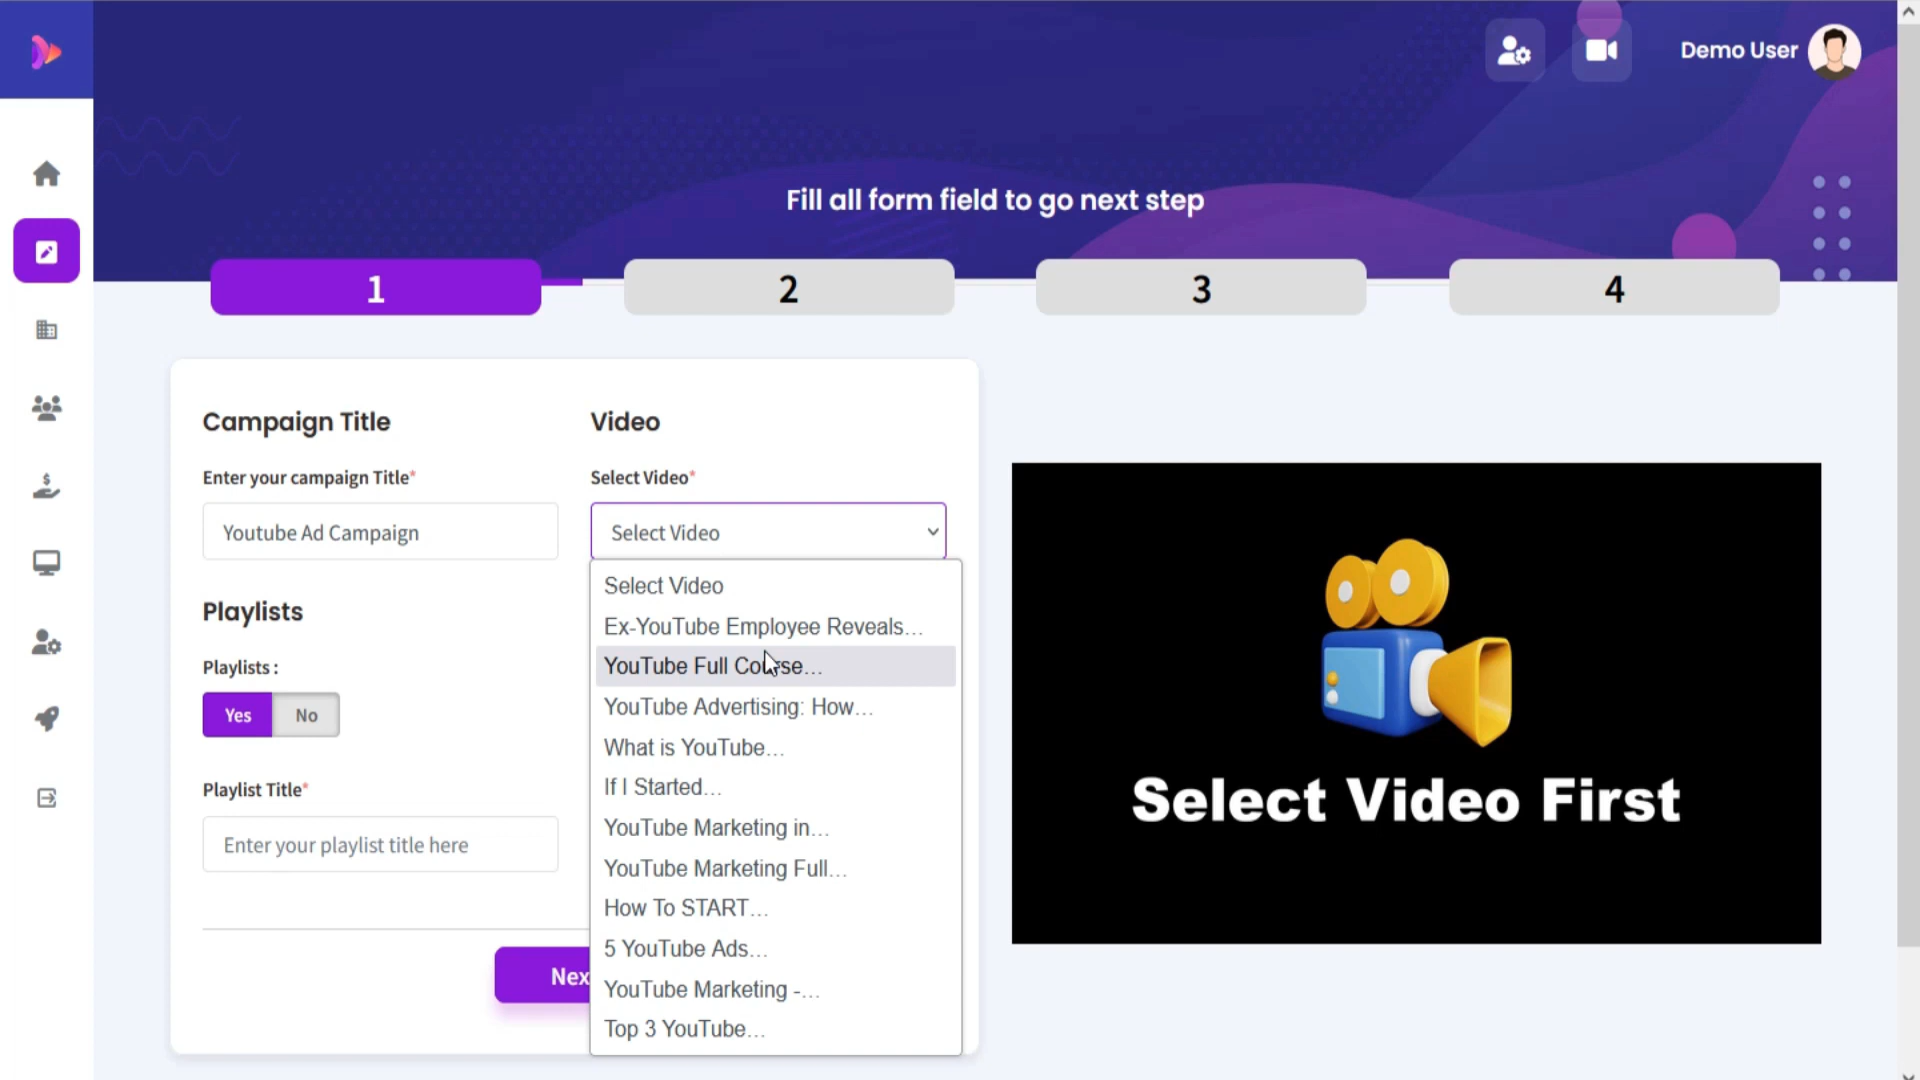 Demo User
Fill all form field to go next step
1
2
3
4
Campaign Title
Enter your campaign Title*
Youtube Ad Campaign
Video
Select Video*
Select Video
Select Video
Ex-YouTube Employee Reveals...
YouTube Full Course...
YouTube Advertising: How...
What is YouTube...
If I Started...
YouTube Marketing in...
YouTube Marketing Full...
How To START...
5 YouTube Ads...
YouTube Marketing -...
Top 3 YouTube...
Playlists
Playlists :
Yes
No
Playlist Title*
Enter your playlist title here
Nex
Select Video First